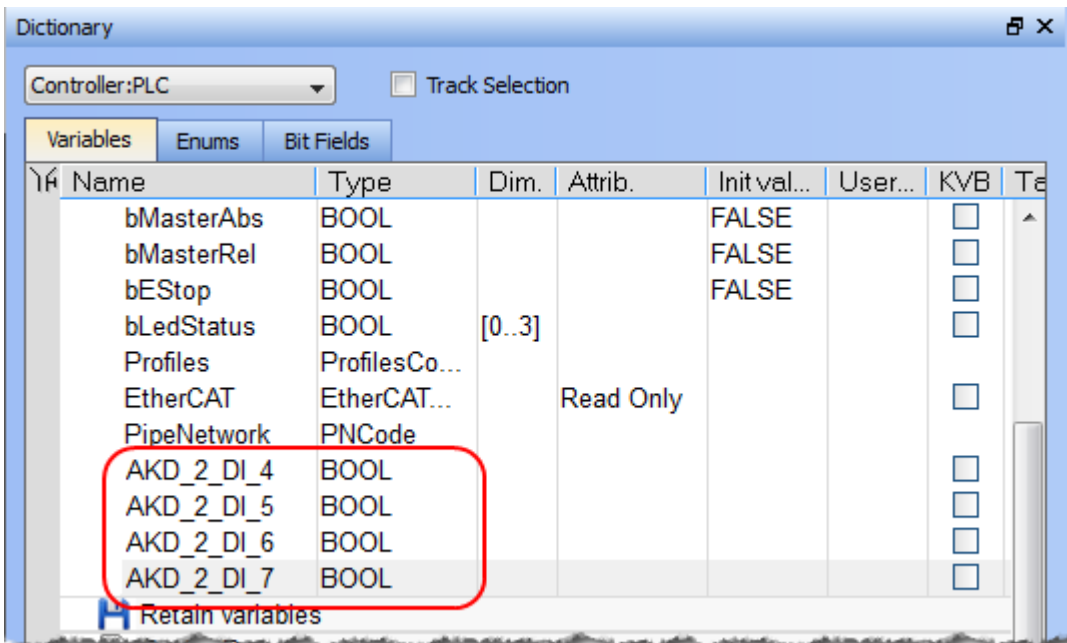 Dictionary
Controller:PLC Track Selection
Variables Enums Bit Fields
Name Type Dim. Attrib. Init val... User... KVB Ta
bMasterAbs BOOL FALSE
bMasterRel BOOL FALSE
bEStop BOOL FALSE
bLedStatus BOOL [0..3]
Profiles ProfilesCo...
EtherCAT EtherCAT... Read Only
PipeNetwork PNCode
AKD_2_DI_4 BOOL
AKD_2_DI_5 BOOL
AKD_2_DI_6 BOOL
AKD_2_DI_7 BOOL
Retain variables